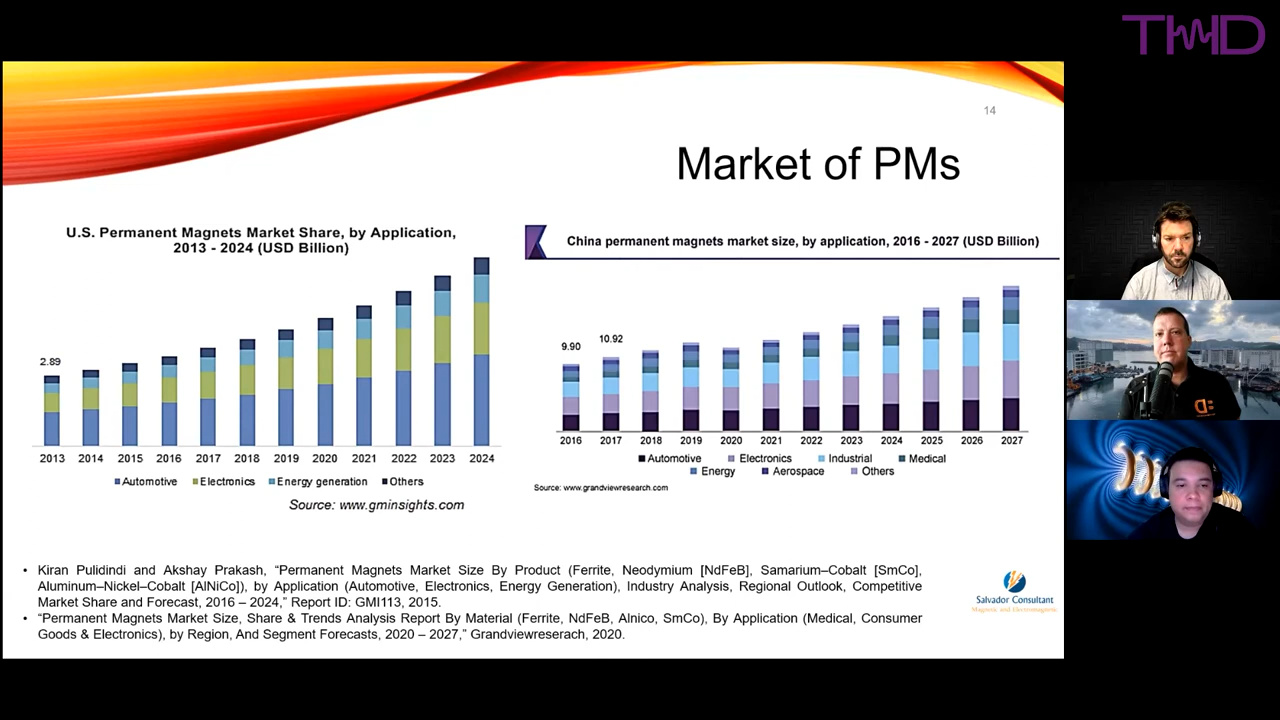 TWD
14
Market of PMs
U.S. Permanent Magnets Market Share, by Application,
2013 - 2024 (USD Billion)
2.89
2013 2014 2015 2016 2017 2018 2019 2020 2021 2022 2023 2024
Automotive Electronics Energy generation Others
Source: www.gminsights.com
China permanent magnets market size, by application, 2016 - 2027 (USD Billion)
9.90 10.92
2016 2017 2018 2019 2020 2021 2022 2023 2024 2025 2026 2027
Automotive Electronics Industrial Medical
Energy Aerospace Others
Source: www.grandviewresearch.com
• Kiran Pulidindi and Akshay Prakash, “Permanent Magnets Market Size By Product (Ferrite, Neodymium [NdFeB], Samarium–Cobalt [SmCo],
Aluminum–Nickel–Cobalt [AlNiCo]), by Application (Automotive, Electronics, Energy Generation), Industry Analysis, Regional Outlook, Competitive
Market Share and Forecast, 2016 – 2024,” Report ID: GMI113, 2015.
• “Permanent Magnets Market Size, Share & Trends Analysis Report By Material (Ferrite, NdFeB, Alnico, SmCo), By Application (Medical, Consumer
Goods & Electronics), by Region, And Segment Forecasts, 2020 – 2027,” Grandviewreserach, 2020.
Salvador Consultant
Magnetic and Electromagnetic